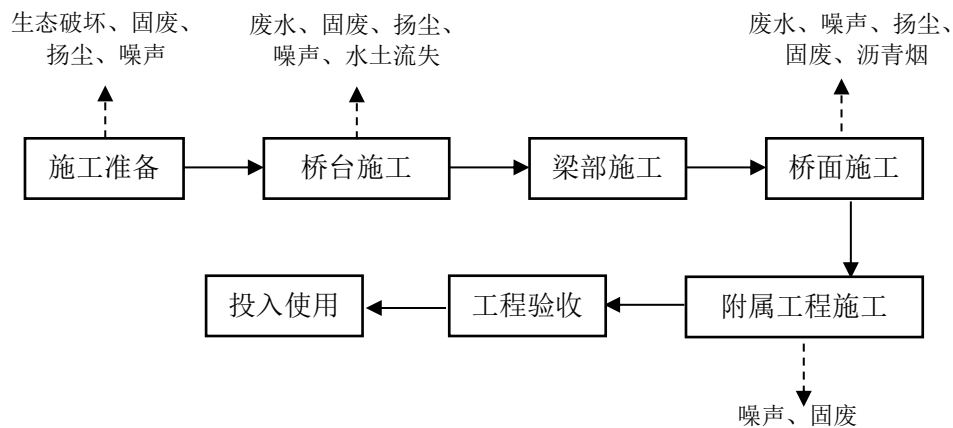 生态破坏、固废、
扬尘、噪声
废水、固废、扬尘、
噪声、水土流失
废水、噪声、扬尘、
固废、沥青烟
施工准备
桥台施工
梁部施工
桥面施工
投入使用
工程验收
附属工程施工
噪声、固废